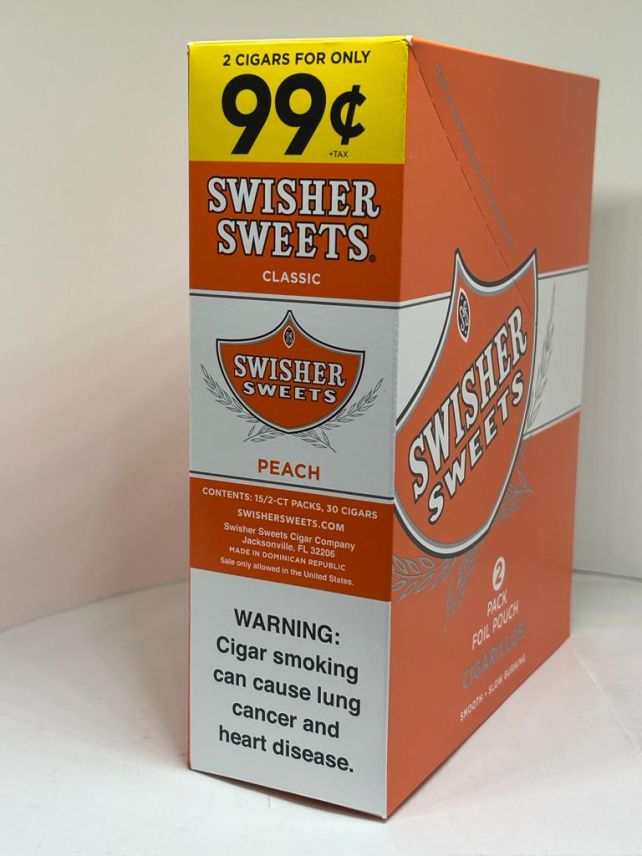 2 CIGARS FOR ONLY
99¢
+TAX
SWISHER
SWEETS®
CLASSIC
SWISHER
SWEETS
PEACH
CONTENTS: 15/2-CT PACKS, 30 CIGARS
SWISHERSWEETS.COM
Swisher Sweets Cigar Company
Jacksonville, FL 32206
MADE IN DOMINICAN REPUBLIC
Sale only allowed in the United States.
WARNING:
Cigar smoking
can cause lung
cancer and
heart disease.
SWISHER
SWEETS
2
PACK
FOIL POUCH
CIGARILLOS
SMOOTH • SLOW BURNING